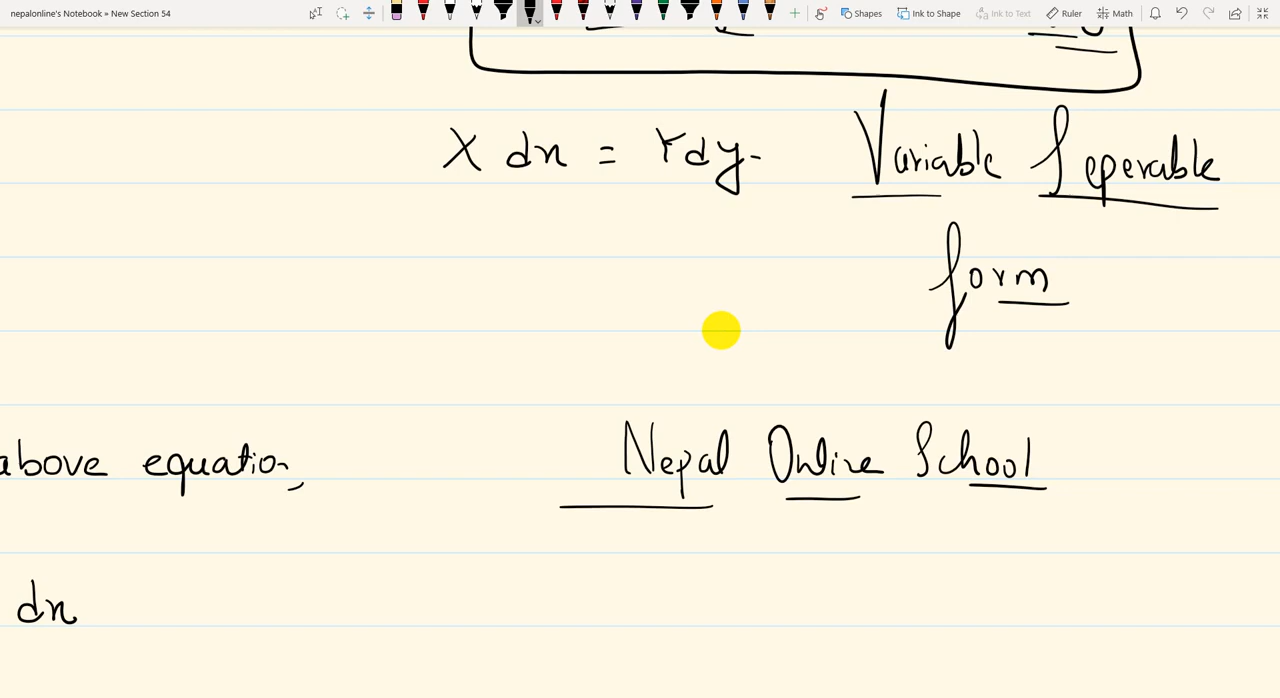 nepalonline's Notebook » New Section 54
Shapes Ink to Shape Ink to Text Ruler Math
X dx = Y dy. Variable Seperable
form
above equation,
Nepal Online School
dx